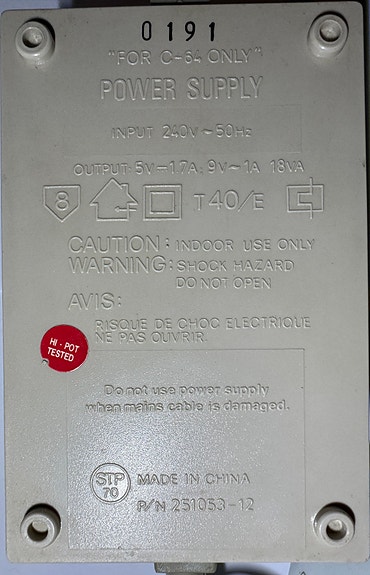 0191
"FOR C-64 ONLY"
POWER SUPPLY
INPUT 240V~50Hz
OUTPUT: 5V⎓1.7A; 9V~1A 18VA
8 T40/E
CAUTION: INDOOR USE ONLY
WARNING: SHOCK HAZARD
DO NOT OPEN
AVIS:
RISQUE DE CHOC ELECTRIQUE
NE PAS OUVRIR.
HI - POT
TESTED
Do not use power supply
when mains cable is damaged.
STP
70
MADE IN CHINA
P/N 251053-12